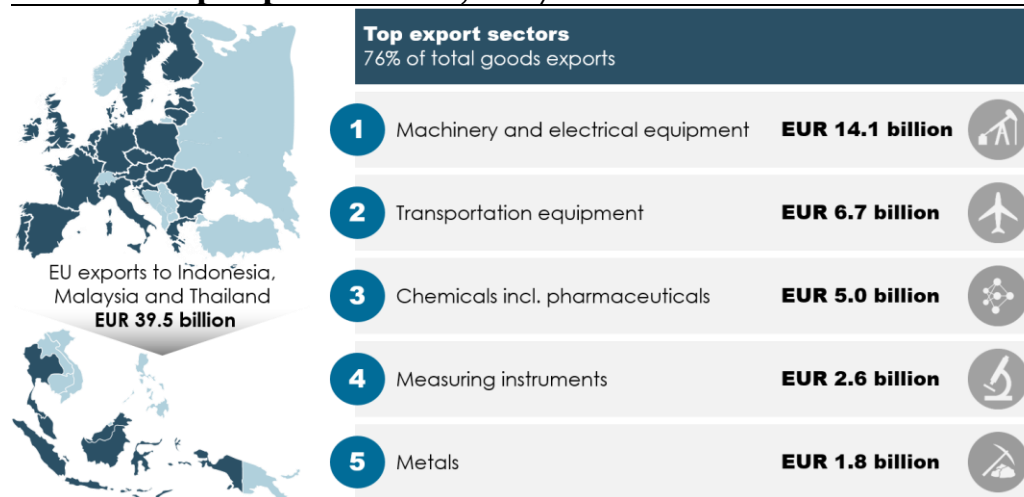 Top export sectors
76% of total goods exports
1 Machinery and electrical equipment EUR 14.1 billion
2 Transportation equipment EUR 6.7 billion
3 Chemicals incl. pharmaceuticals EUR 5.0 billion
4 Measuring instruments EUR 2.6 billion
5 Metals EUR 1.8 billion
EU exports to Indonesia,
Malaysia and Thailand
EUR 39.5 billion